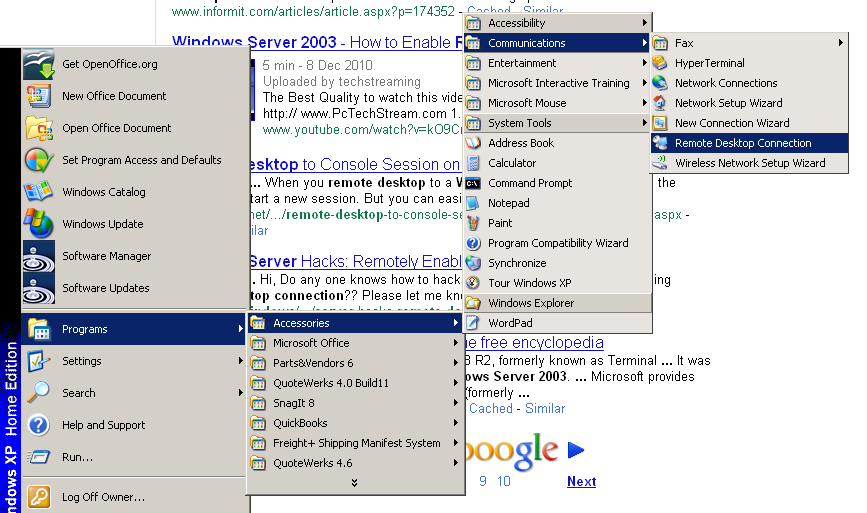 www.informit.com/articles/article.aspx?p=174352 - Cached - Similar
Windows Server 2003 - How to Enable R
5 min - 8 Dec 2010
Uploaded by techstreaming
The Best Quality to watch this vide
http:// www.PcTechStream.com 1.
www.youtube.com/watch?v=kO9C
esktop to Console Session on
... When you remote desktop to a W the
tart a new session. But you can easi
net/.../remote-desktop-to-console-se aspx -
ilar
Server Hacks: Remotely Enabl
. Hi, Do any one knows how to hack ing
top connection?? Please let me kno
ne free encyclopedia
3 R2, formerly known as Terminal ... It was
ows Server 2003. ... Microsoft provides
(formerly ...
Cached - Similar
oogle
9 10 Next
Get OpenOffice.org
New Office Document
Open Office Document
Set Program Access and Defaults
Windows Catalog
Windows Update
Software Manager
Software Updates
Programs
Settings
Search
Help and Support
Run...
Log Off Owner...
ndows XP Home Edition
Accessories
Microsoft Office
Parts&Vendors 6
QuoteWerks 4.0 Build11
SnagIt 8
QuickBooks
Freight+ Shipping Manifest System
QuoteWerks 4.6
Accessibility
Communications
Entertainment
Microsoft Interactive Training
Microsoft Mouse
System Tools
Address Book
Calculator
Command Prompt
Notepad
Paint
Program Compatibility Wizard
Synchronize
Tour Windows XP
Windows Explorer
WordPad
Fax
HyperTerminal
Network Connections
Network Setup Wizard
New Connection Wizard
Remote Desktop Connection
Wireless Network Setup Wizard